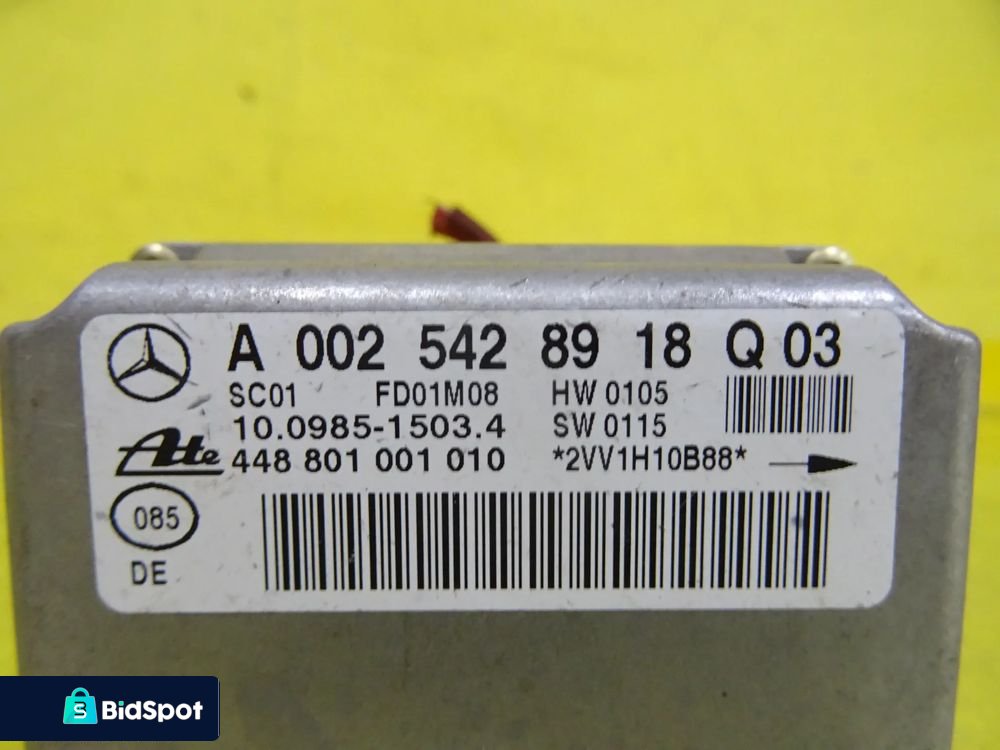 A 002 542 89 18 Q 03
SC01 FD01M08 HW 0105
10.0985-1503.4 SW 0115
Ate 448 801 001 010 *2VV1H10B88*
085
DE
BidSpot